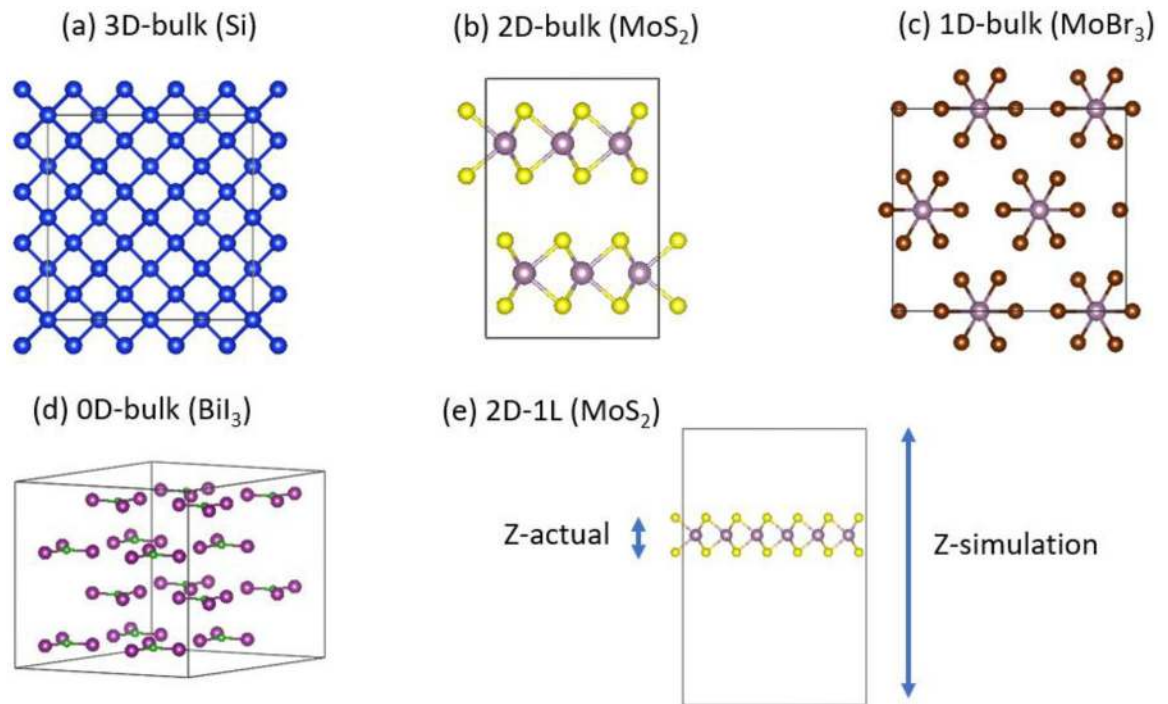 (a) 3D-bulk (Si)
(b) 2D-bulk (MoS₂)
(c) 1D-bulk (MoBr₃)
(d) 0D-bulk (BiI₃)
(e) 2D-1L (MoS₂)
Z-actual
Z-simulation